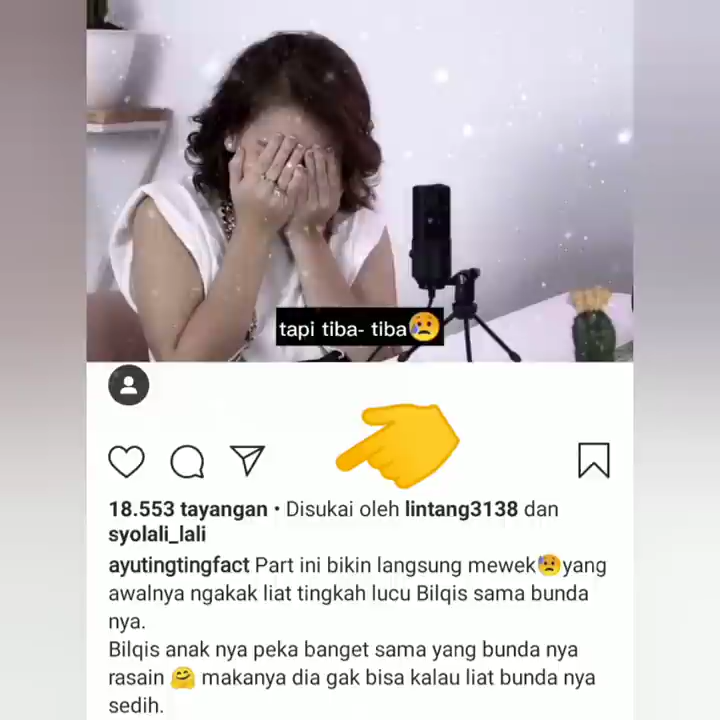 tapi tiba- tiba😥
18.553 tayangan • Disukai oleh lintang3138 dan
syolali_lali
ayutingtingfact Part ini bikin langsung mewek😥yang
awalnya ngakak liat tingkah lucu Bilqis sama bunda
nya.
Bilqis anak nya peka banget sama yang bunda nya
rasain 🤗 makanya dia gak bisa kalau liat bunda nya
sedih.